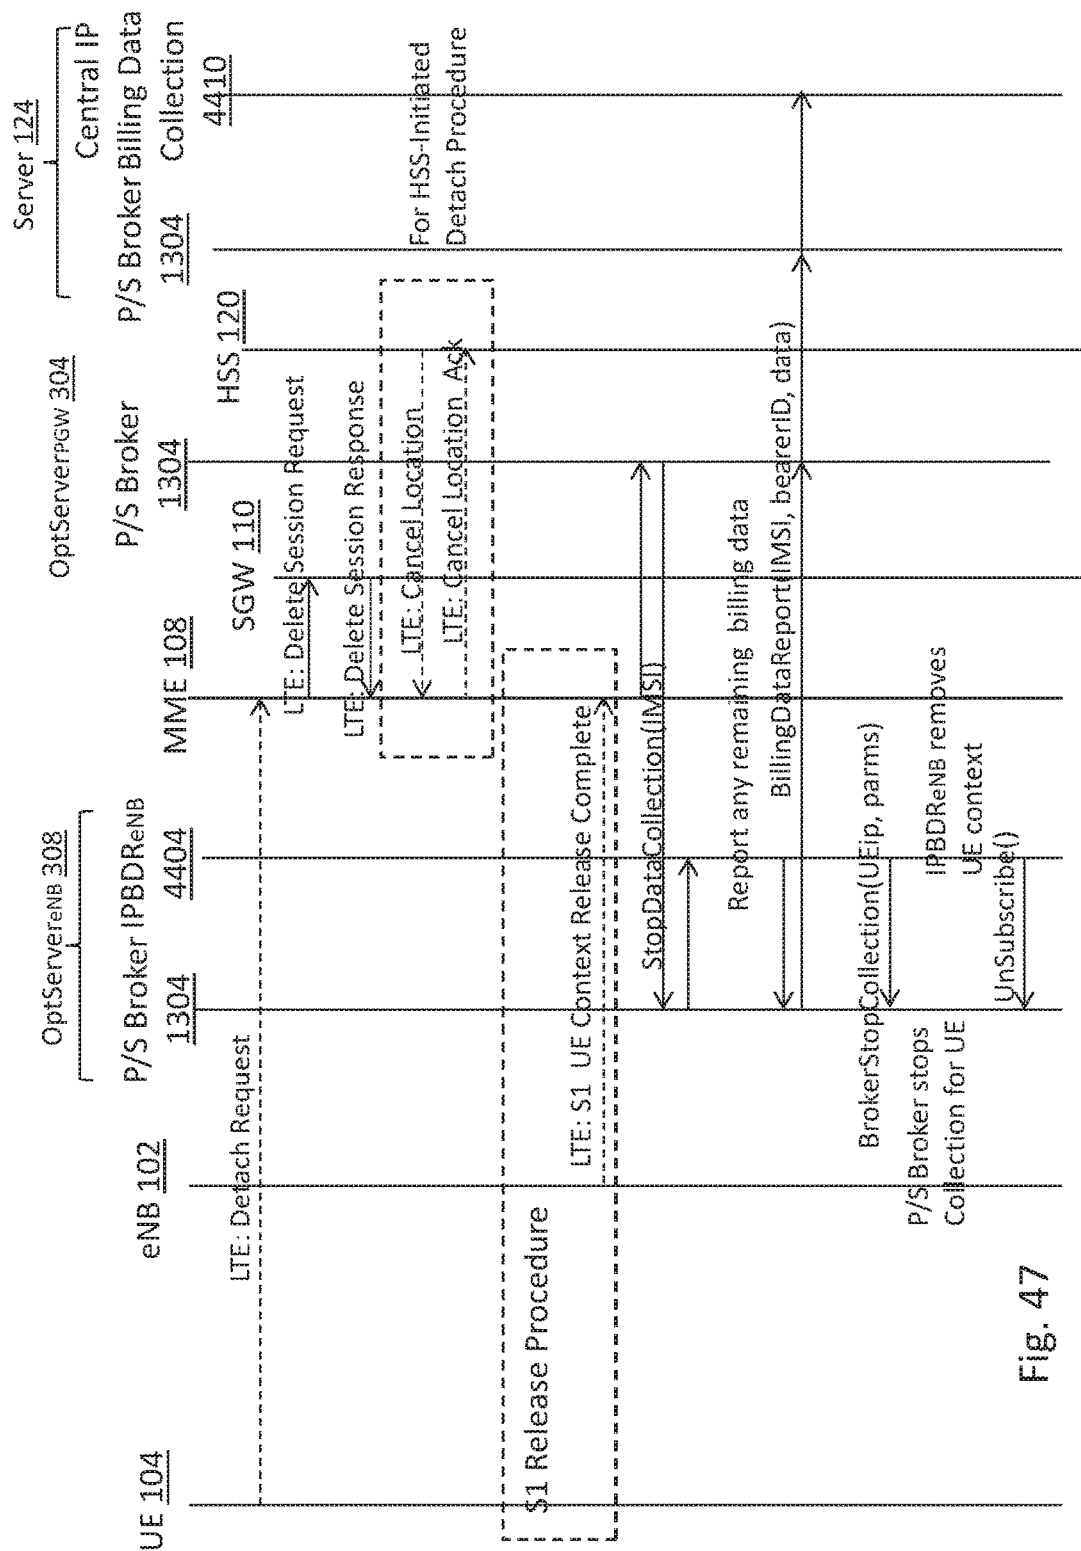 OptServereNB 308
OptServerPGW 304
Server 124
UE 104
eNB 102
P/S Broker
1304
IPBDReNB
4404
MME 108
SGW 110
P/S Broker
1304
HSS 120
P/S Broker
1304
Central IP
Billing Data
Collection
4410
LTE: Detach Request
LTE: Delete Session Request
LTE: Delete Session Response
LTE: Cancel Location
LTE: Cancel Location Ack
For HSS-Initiated
Detach Procedure
S1 Release Procedure
LTE: S1 UE Context Release Complete
StopDataCollection(IMSI)
Report any remaining billing data
BillingDataReport(IMSI, bearerID, data)
BrokerStopCollection(UEip, parms)
P/S Broker stops
Collection for UE
IPBDReNB removes
UE context
UnSubscribe()
Fig. 47